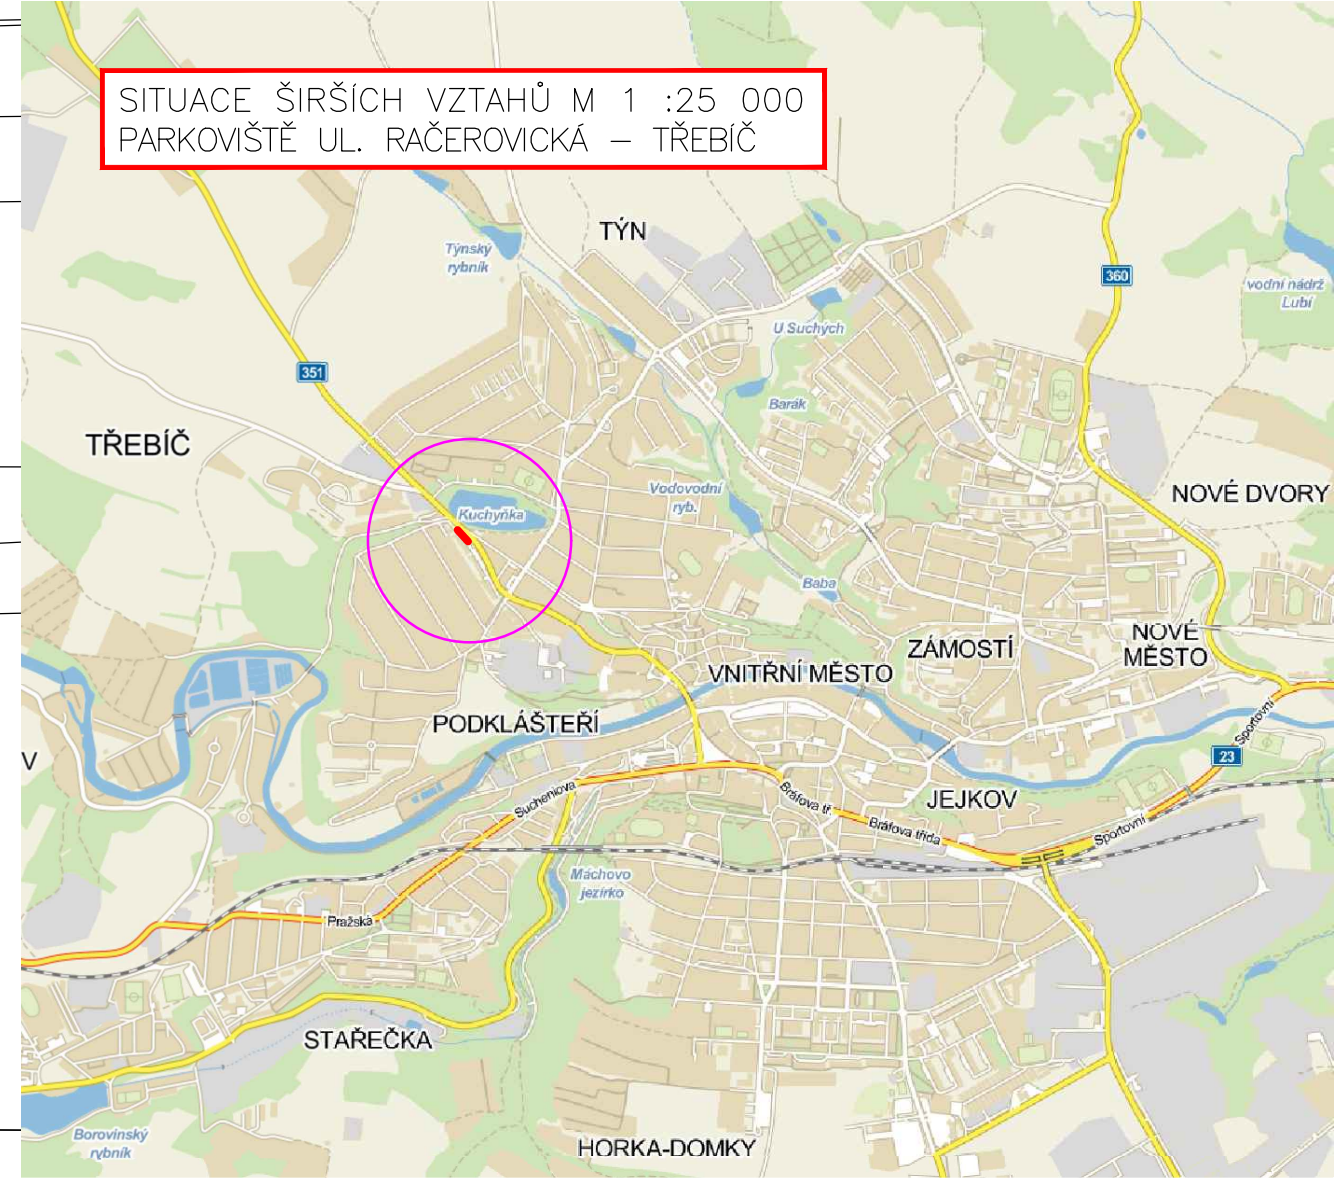 SITUACE ŠIRŠÍCH VZTAHŮ M 1 :25 000
PARKOVIŠTĚ UL. RAČEROVICKÁ – TŘEBÍČ
TÝN
Týnský
rybník
360
vodní nádrž
Lubí
U Suchých
351
Barák
TŘEBÍČ
Vodovodní
ryb.
NOVÉ DVORY
Kuchyňka
Baba
ZÁMOSTÍ
NOVÉ
MĚSTO
VNITŘNÍ MĚSTO
PODKLÁŠTEŘÍ
Sportovní
V
23
Sucheniova
Bráfova tř.
JEJKOV
Bráfova třída
Sportovní
Máchovo
jezírko
Pražská
STAŘEČKA
Borovinský
rybník
HORKA-DOMKY